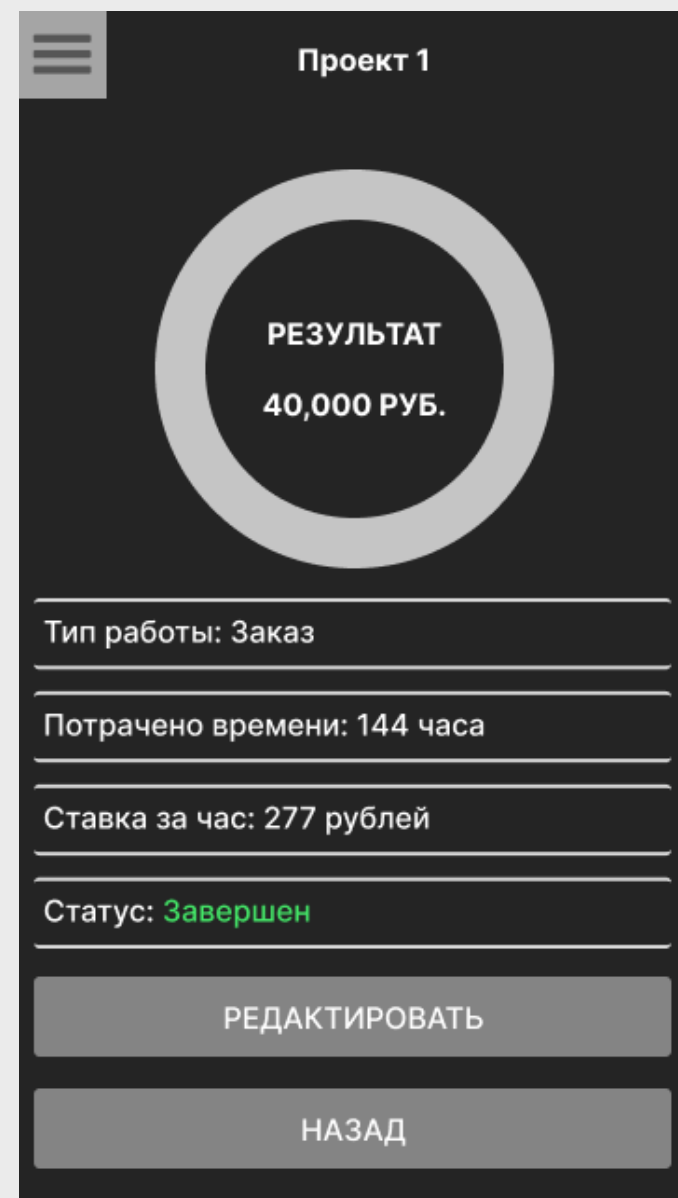 Проект 1
РЕЗУЛЬТАТ
40,000 РУБ.
Тип работы: Заказ
Потрачено времени: 144 часа
Ставка за час: 277 рублей
Статус: Завершен
РЕДАКТИРОВАТЬ
НАЗАД